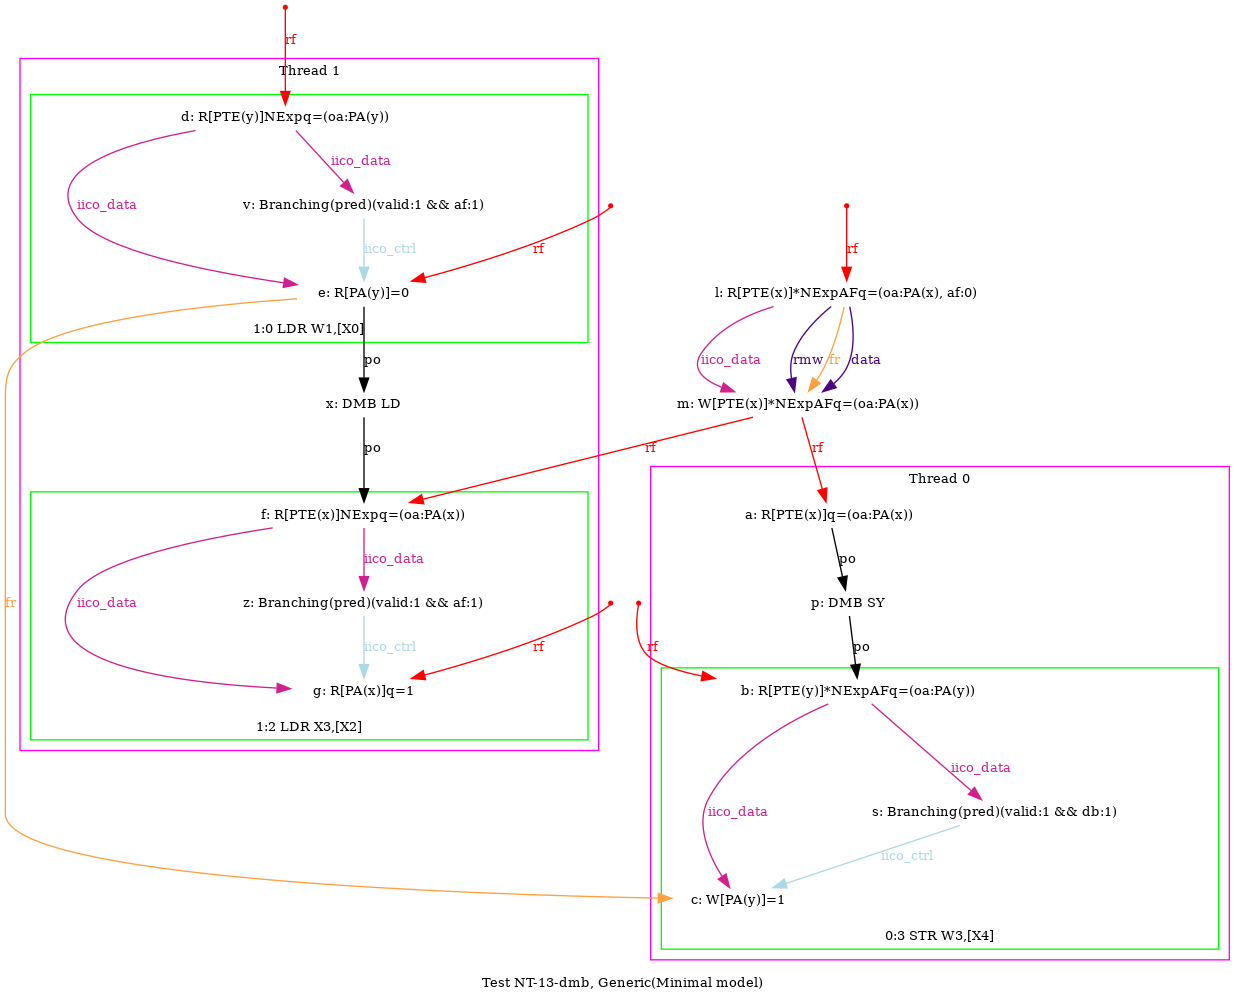 rf
Thread 1
d: R[PTE(y)]NExpq=(oa:PA(y))
iico_data
iico_data
v: Branching(pred)(valid:1 && af:1)
iico_ctrl
rf
rf
e: R[PA(y)]=0
l: R[PTE(x)]*NExpAFq=(oa:PA(x), af:0)
1:0 LDR W1,[X0]
po
iico_data
rmw
fr
data
x: DMB LD
m: W[PTE(x)]*NExpAFq=(oa:PA(x))
po
rf
rf
Thread 0
f: R[PTE(x)]NExpq=(oa:PA(x))
a: R[PTE(x)]q=(oa:PA(x))
iico_data
po
fr
iico_data
z: Branching(pred)(valid:1 && af:1)
p: DMB SY
iico_ctrl
rf
rf
po
g: R[PA(x)]q=1
b: R[PTE(y)]*NExpAFq=(oa:PA(y))
1:2 LDR X3,[X2]
iico_data
iico_data
s: Branching(pred)(valid:1 && db:1)
iico_ctrl
c: W[PA(y)]=1
0:3 STR W3,[X4]
Test NT-13-dmb, Generic(Minimal model)